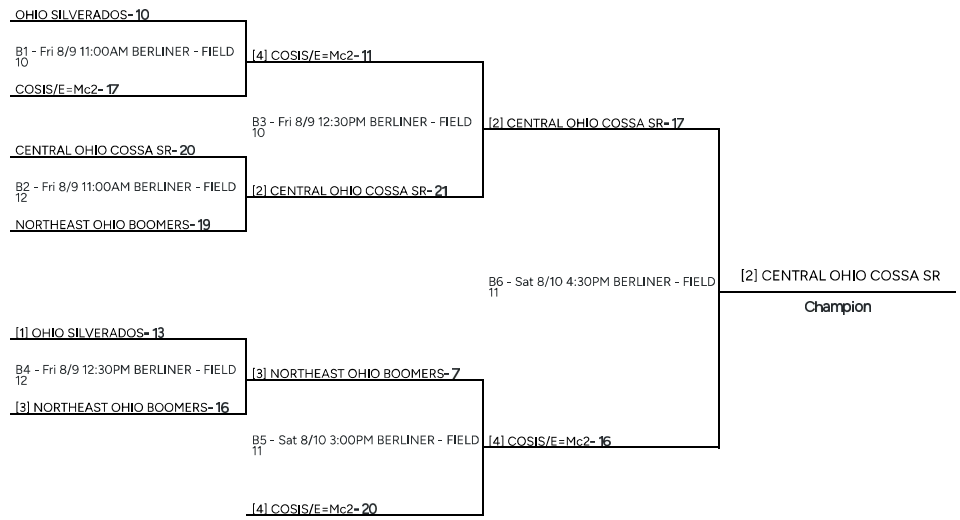 OHIO SILVERADOS- 10
B1 - Fri 8/9 11:00AM BERLINER - FIELD
10
COSIS/E=Mc2- 17
[4] COSIS/E=Mc2- 11
B3 - Fri 8/9 12:30PM BERLINER - FIELD
10
[2] CENTRAL OHIO COSSA SR- 17
CENTRAL OHIO COSSA SR- 20
B2 - Fri 8/9 11:00AM BERLINER - FIELD
12
[2] CENTRAL OHIO COSSA SR- 21
NORTHEAST OHIO BOOMERS- 19
B6 - Sat 8/10 4:30PM BERLINER - FIELD
11
[2] CENTRAL OHIO COSSA SR
Champion
[1] OHIO SILVERADOS- 13
B4 - Fri 8/9 12:30PM BERLINER - FIELD
12
[3] NORTHEAST OHIO BOOMERS- 7
[3] NORTHEAST OHIO BOOMERS- 16
B5 - Sat 8/10 3:00PM BERLINER - FIELD
11
[4] COSIS/E=Mc2- 16
[4] COSIS/E=Mc2- 20